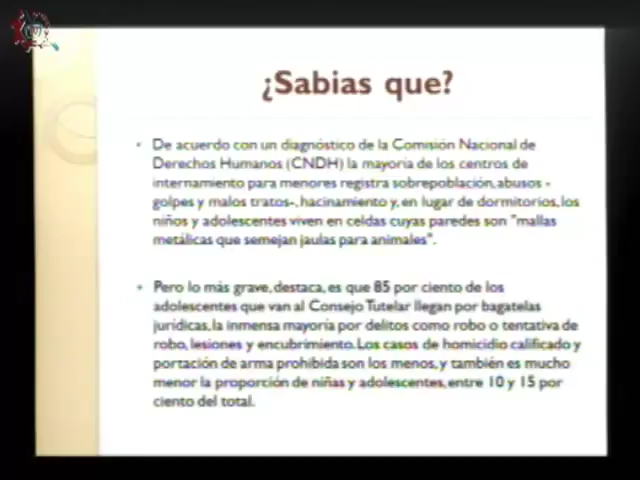 ¿Sabias que?
De acuerdo con un diagnóstico de la Comisión Nacional de
Derechos Humanos (CNDH) la mayoría de los centros de
internamiento para menores registra sobrepoblación, abusos -
golpes y malos tratos-, hacinamiento y, en lugar de dormitorios, los
niños y adolescentes viven en celdas cuyas paredes son "mallas
metálicas que semejan jaulas para animales".
Pero lo más grave, destaca, es que 85 por ciento de los
adolescentes que van al Consejo Tutelar llegan por bagatelas
jurídicas, la inmensa mayoría por delitos como robo o tentativa de
robo, lesiones y encubrimiento. Los casos de homicidio calificado y
portación de arma prohibida son los menos, y también es mucho
menor la proporción de niñas y adolescentes, entre 10 y 15 por
ciento del total.